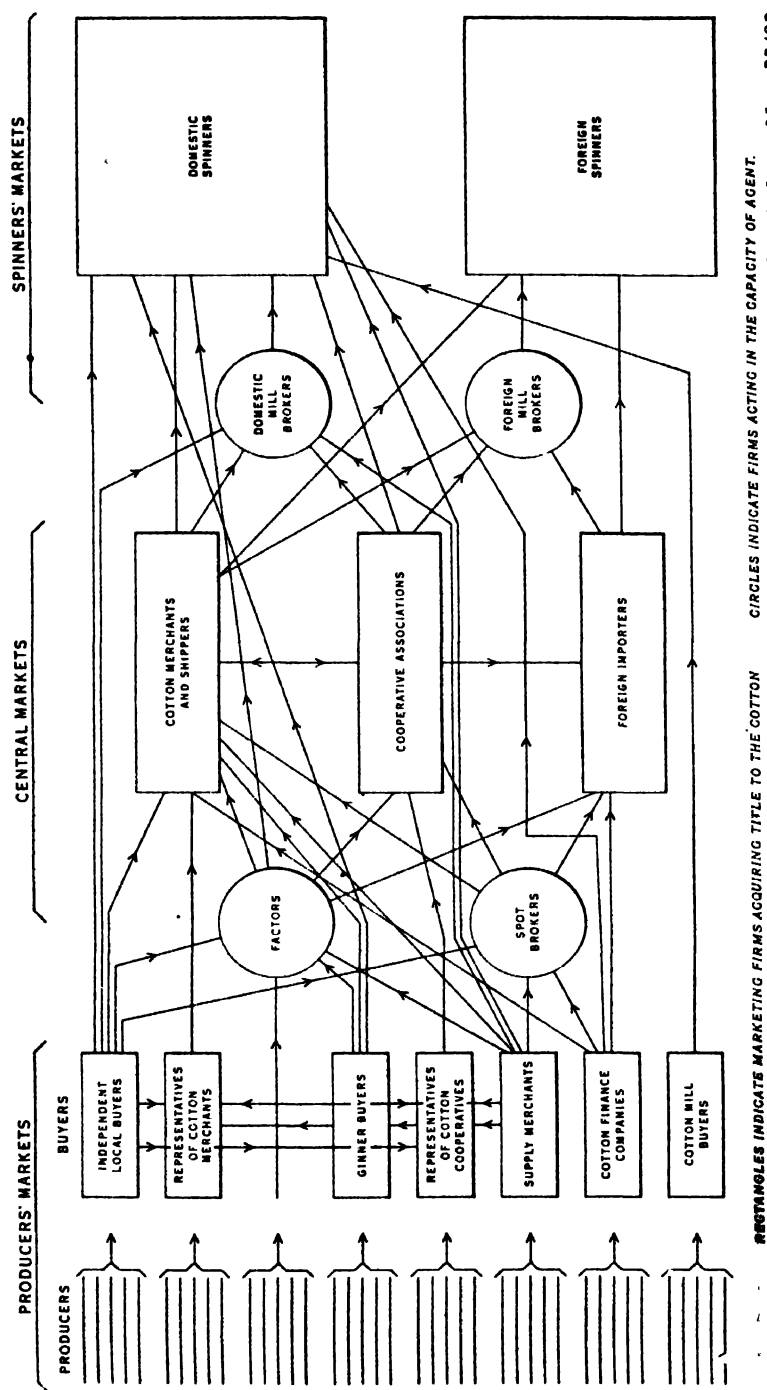 PRODUCERS' MARKETS
CENTRAL MARKETS
SPINNERS' MARKETS
PRODUCERS
BUYERS
INDEPENDENT
LOCAL BUYERS
REPRESENTATIVES
OF COTTON
MERCHANTS
GINNER BUYERS
REPRESENTATIVES
OF COTTON
COOPERATIVES
SUPPLY MERCHANTS
COTTON FINANCE
COMPANIES
COTTON MILL
BUYERS
FACTORS
SPOT
BROKERS
COTTON MERCHANTS
AND SHIPPERS
COOPERATIVE ASSOCIATIONS
FOREIGN IMPORTERS
DOMESTIC
MILL
BROKERS
FOREIGN
MILL
BROKERS
DOMESTIC
SPINNERS
FOREIGN
SPINNERS
RECTANGLES INDICATE MARKETING FIRMS ACQUIRING TITLE TO THE COTTON
CIRCLES INDICATE FIRMS ACTING IN THE CAPACITY OF AGENT.